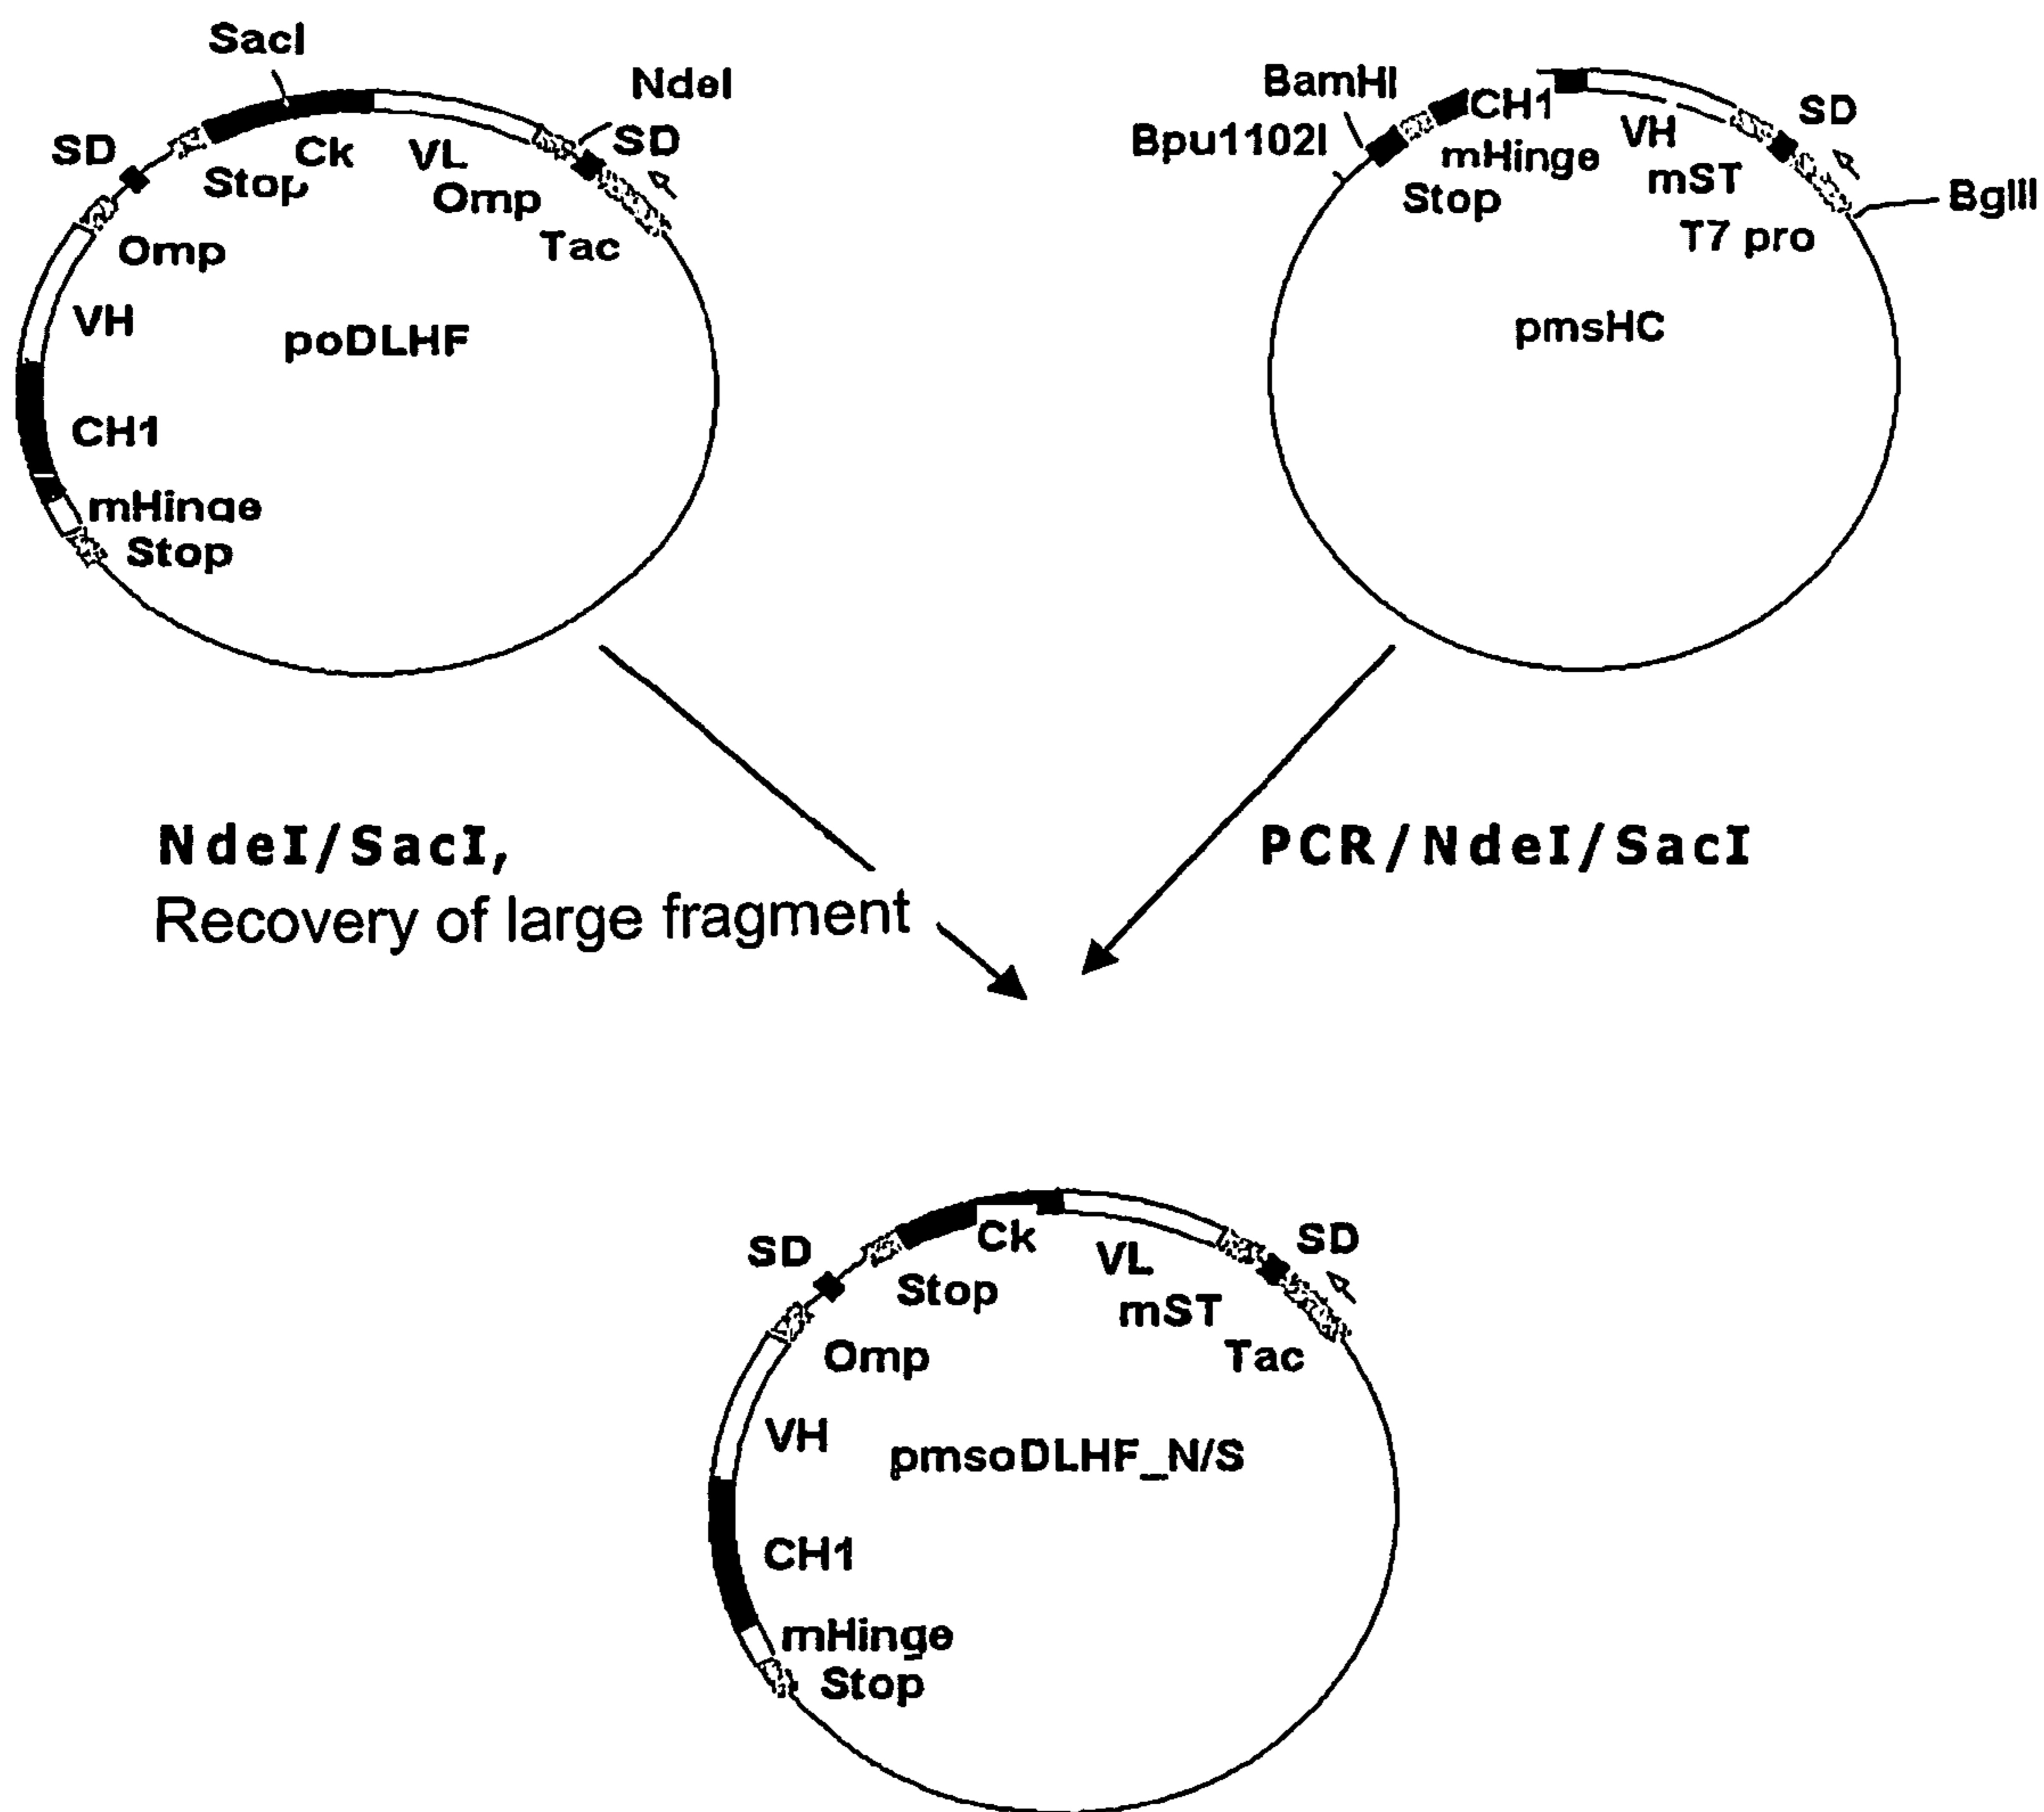 SacI
NdeI
SD
SD
Stop
Ck
VL
Omp
Omp
Tac
VH
poDLHF
CH1
mHinge
Stop
BamHI
Bpu1102I
CH1
SD
VH
mHinge
mST
Stop
BglII
T7 pro
pmsHC
NdeI/SacI,
Recovery of large fragment
PCR/NdeI/SacI
SD
Ck
VL
SD
Stop
mST
Omp
Tac
VH
pmsoDLHF_N/S
CH1
mHinge
Stop